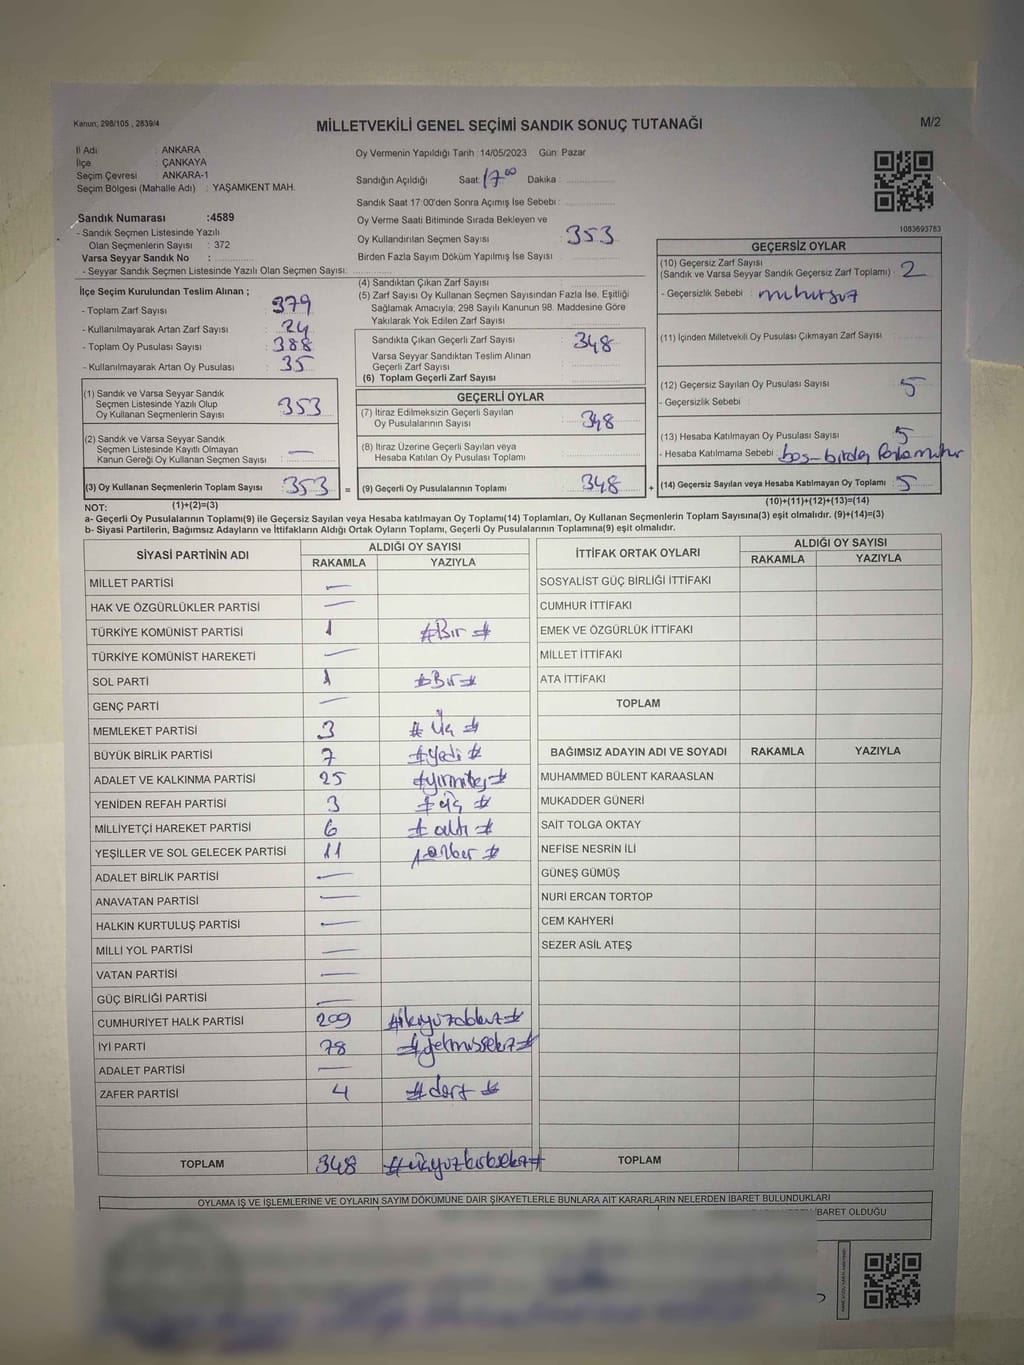 Kanun; 298/105 , 2839/4
MİLLETVEKİLİ GENEL SEÇİMİ SANDIK SONUÇ TUTANAĞI
M/2
İl Adı : ANKARA
İlçe : ÇANKAYA
Seçim Çevresi : ANKARA-1
Seçim Bölgesi (Mahalle Adı) : YAŞAMKENT MAH.
Oy Vermenin Yapıldığı Tarih :14/05/2023 Gün: Pazar
Sandığın Açıldığı Saat: 17.00 Dakika :
Sandık Saat 17:00'den Sonra Açımış İse Sebebi :
Sandık Numarası :4589
- Sandık Seçmen Listesinde Yazılı
Olan Seçmenlerin Sayısı : 372
Varsa Seyyar Sandık No :
- Seyyar Sandık Seçmen Listesinde Yazılı Olan Seçmen Sayısı:
Oy Verme Saati Bitiminde Sırada Bekleyen ve
Oy Kullandırılan Seçmen Sayısı : 353
Birden Fazla Sayım Döküm Yapılmış İse Sayısı :
1083693783
İlçe Seçim Kurulundan Teslim Alınan ;
- Toplam Zarf Sayısı : 379
- Kullanılmayarak Artan Zarf Sayısı : 24
- Toplam Oy Pusulası Sayısı : 388
- Kullanılmayarak Artan Oy Pusulası : 35
(1) Sandık ve Varsa Seyyar Sandık
Seçmen Listesinde Yazılı Olup
Oy Kullanan Seçmenlerin Sayısı : 353
(2) Sandık ve Varsa Seyyar Sandık
Seçmen Listesinde Kayıtlı Olmayan
Kanun Gereği Oy Kullanan Seçmen Sayısı : —
(3) Oy Kullanan Seçmenlerin Toplam Sayısı : 353 =
(1)+(2)=(3)
(4) Sandıktan Çıkan Zarf Sayısı :
(5) Zarf Sayısı Oy Kullanan Seçmen Sayısından Fazla İse, Eşitliği
Sağlamak Amacıyla, 298 Sayılı Kanunun 98. Maddesine Göre
Yakılarak Yok Edilen Zarf Sayısı :
Sandıkta Çıkan Geçerli Zarf Sayısı : 348
Varsa Seyyar Sandıktan Teslim Alınan
Geçerli Zarf Sayısı :
(6) Toplam Geçerli Zarf Sayısı :
GEÇERLİ OYLAR
(7) İtiraz Edilmeksizin Geçerli Sayılan
Oy Pusulalarının Sayısı : 348
(8) İtiraz Üzerine Geçerli Sayılan veya
Hesaba Katılan Oy Pusulası Toplamı :
(9) Geçerli Oy Pusulalarının Toplamı : 348 +
GEÇERSİZ OYLAR
(10) Geçersiz Zarf Sayısı
(Sandık ve Varsa Seyyar Sandık Geçersiz Zarf Toplamı) : 2
- Geçersizlik Sebebi : mühürsüz
(11) İçinden Milletvekili Oy Pusulası Çıkmayan Zarf Sayısı :
(12) Geçersiz Sayılan Oy Pusulası Sayısı : 5
- Geçersizlik Sebebi :
(13) Hesaba Katılmayan Oy Pusulası Sayısı : 5
- Hesaba Katılmama Sebebi : boş - birden fazla mühür
(14) Geçersiz Sayılan veya Hesaba Katılmayan Oy Toplamı : 5
(10)+(11)+(12)+(13)=(14)
NOT:
a- Geçerli Oy Pusulalarının Toplamı(9) ile Geçersiz Sayılan veya Hesaba katılmayan Oy Toplamı(14) Toplamları, Oy Kullanan Seçmenlerin Toplam Sayısına(3) eşit olmalıdır. (9)+(14)=(3)
b- Siyasi Partilerin, Bağımsız Adayların ve İttifakların Aldığı Ortak Oyların Toplamı, Geçerli Oy Pusulalarının Toplamına(9) eşit olmalıdır.
SİYASİ PARTİNİN ADI ALDIĞI OY SAYISI
RAKAMLA YAZIYLA
MİLLET PARTİSİ —
HAK VE ÖZGÜRLÜKLER PARTİSİ —
TÜRKİYE KOMÜNİST PARTİSİ 1 #Bir#
TÜRKİYE KOMÜNİST HAREKETİ —
SOL PARTİ 1 #Bir#
GENÇ PARTİ —
MEMLEKET PARTİSİ 3 #Üç#
BÜYÜK BİRLİK PARTİSİ 7 #yedi#
ADALET VE KALKINMA PARTİSİ 25 #yirmibeş#
YENİDEN REFAH PARTİSİ 3 #üç#
MİLLİYETÇİ HAREKET PARTİSİ 6 #altı#
YEŞİLLER VE SOL GELECEK PARTİSİ 11
ADALET BİRLİK PARTİSİ —
ANAVATAN PARTİSİ —
HALKIN KURTULUŞ PARTİSİ —
MİLLİ YOL PARTİSİ —
VATAN PARTİSİ —
GÜÇ BİRLİĞİ PARTİSİ —
CUMHURİYET HALK PARTİSİ 209 #ikiyüzdokuz#
İYİ PARTİ 78 #yetmişsekiz#
ADALET PARTİSİ —
ZAFER PARTİSİ 4 #dört#
TOPLAM 348 #üçyüzkırksekiz#
İTTİFAK ORTAK OYLARI ALDIĞI OY SAYISI
RAKAMLA YAZIYLA
SOSYALİST GÜÇ BİRLİĞİ İTTİFAKI
CUMHUR İTTİFAKI
EMEK VE ÖZGÜRLÜK İTTİFAKI
MİLLET İTTİFAKI
ATA İTTİFAKI
TOPLAM
BAĞIMSIZ ADAYIN ADI VE SOYADI RAKAMLA YAZIYLA
MUHAMMED BÜLENT KARAASLAN
MUKADDER GÜNERİ
SAİT TOLGA OKTAY
NEFİSE NESRİN İLİ
GÜNEŞ GÜMÜŞ
NURİ ERCAN TORTOP
CEM KAHYERİ
SEZER ASİL ATEŞ
TOPLAM
OYLAMA İŞ VE İŞLEMLERİNE VE OYLARIN SAYIM DÖKÜMÜNE DAİR ŞİKAYETLERLE BUNLARA AİT KARARLARIN NELERDEN İBARET BULUNDUKLARI
İBARET OLDUĞU